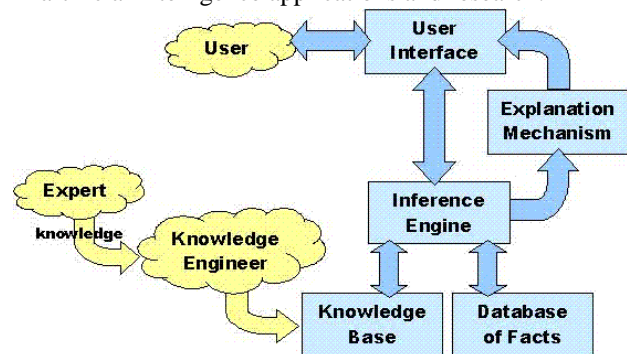 User
User
Interface
Explanation
Mechanism
Expert
knowledge
Inference
Engine
Knowledge
Engineer
Knowledge
Base
Database
of Facts